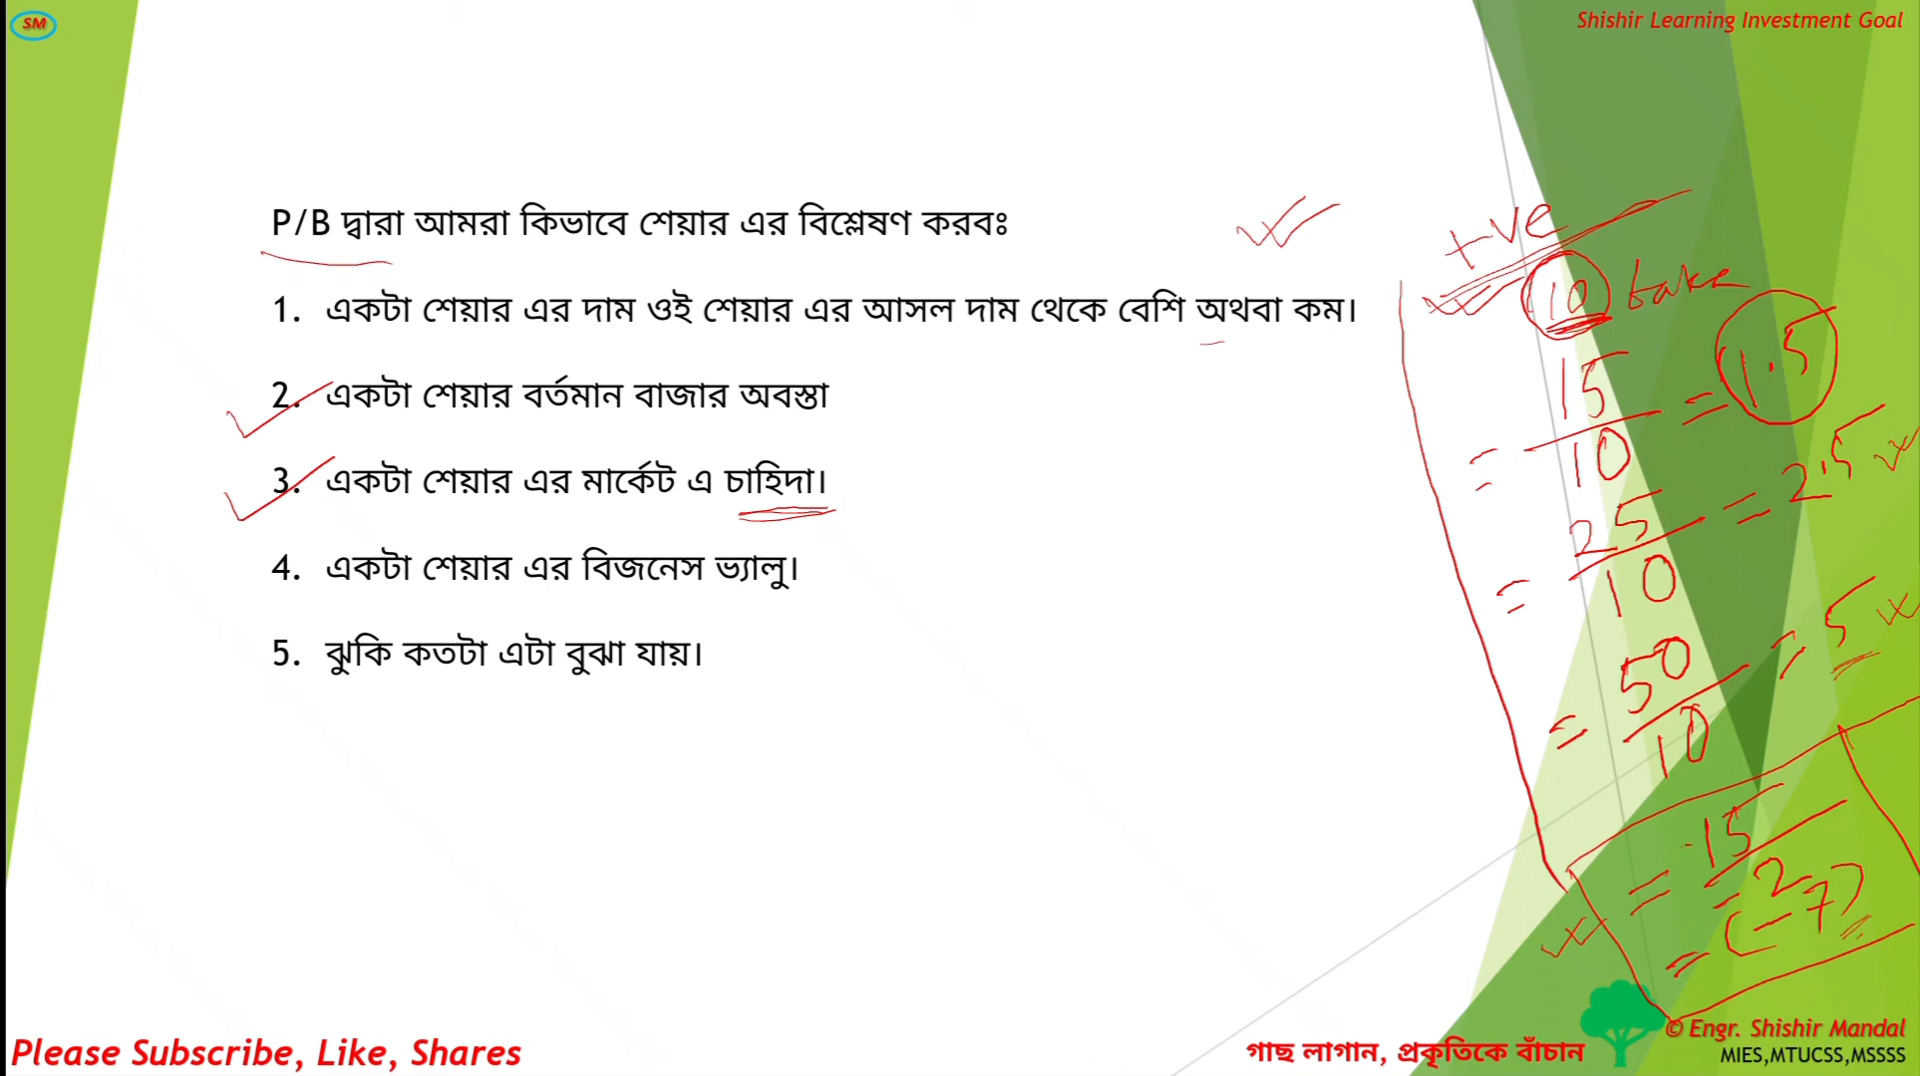 SM
Shishir Learning Investment Goal
P/B দ্বারা আমরা কিভাবে শেয়ার এর বিশ্লেষণ করবঃ
1. একটা শেয়ার এর দাম ওই শেয়ার এর আসল দাম থেকে বেশি অথবা কম।
2. একটা শেয়ার বর্তমান বাজার অবস্তা
3. একটা শেয়ার এর মার্কেট এ চাহিদা।
4. একটা শেয়ার এর বিজনেস ভ্যালু।
5. ঝুকি কতটা এটা বুঝা যায়।
+ve
10 taka
= 15/10 = 1.5
= 25/10 = 2.5
= 50/10 = 5
= 15/-2
= (-7)
Please Subscribe, Like, Shares
গাছ লাগান, প্রকৃতিকে বাঁচান
© Engr. Shishir Mandal
MIES,MTUCSS,MSSSS